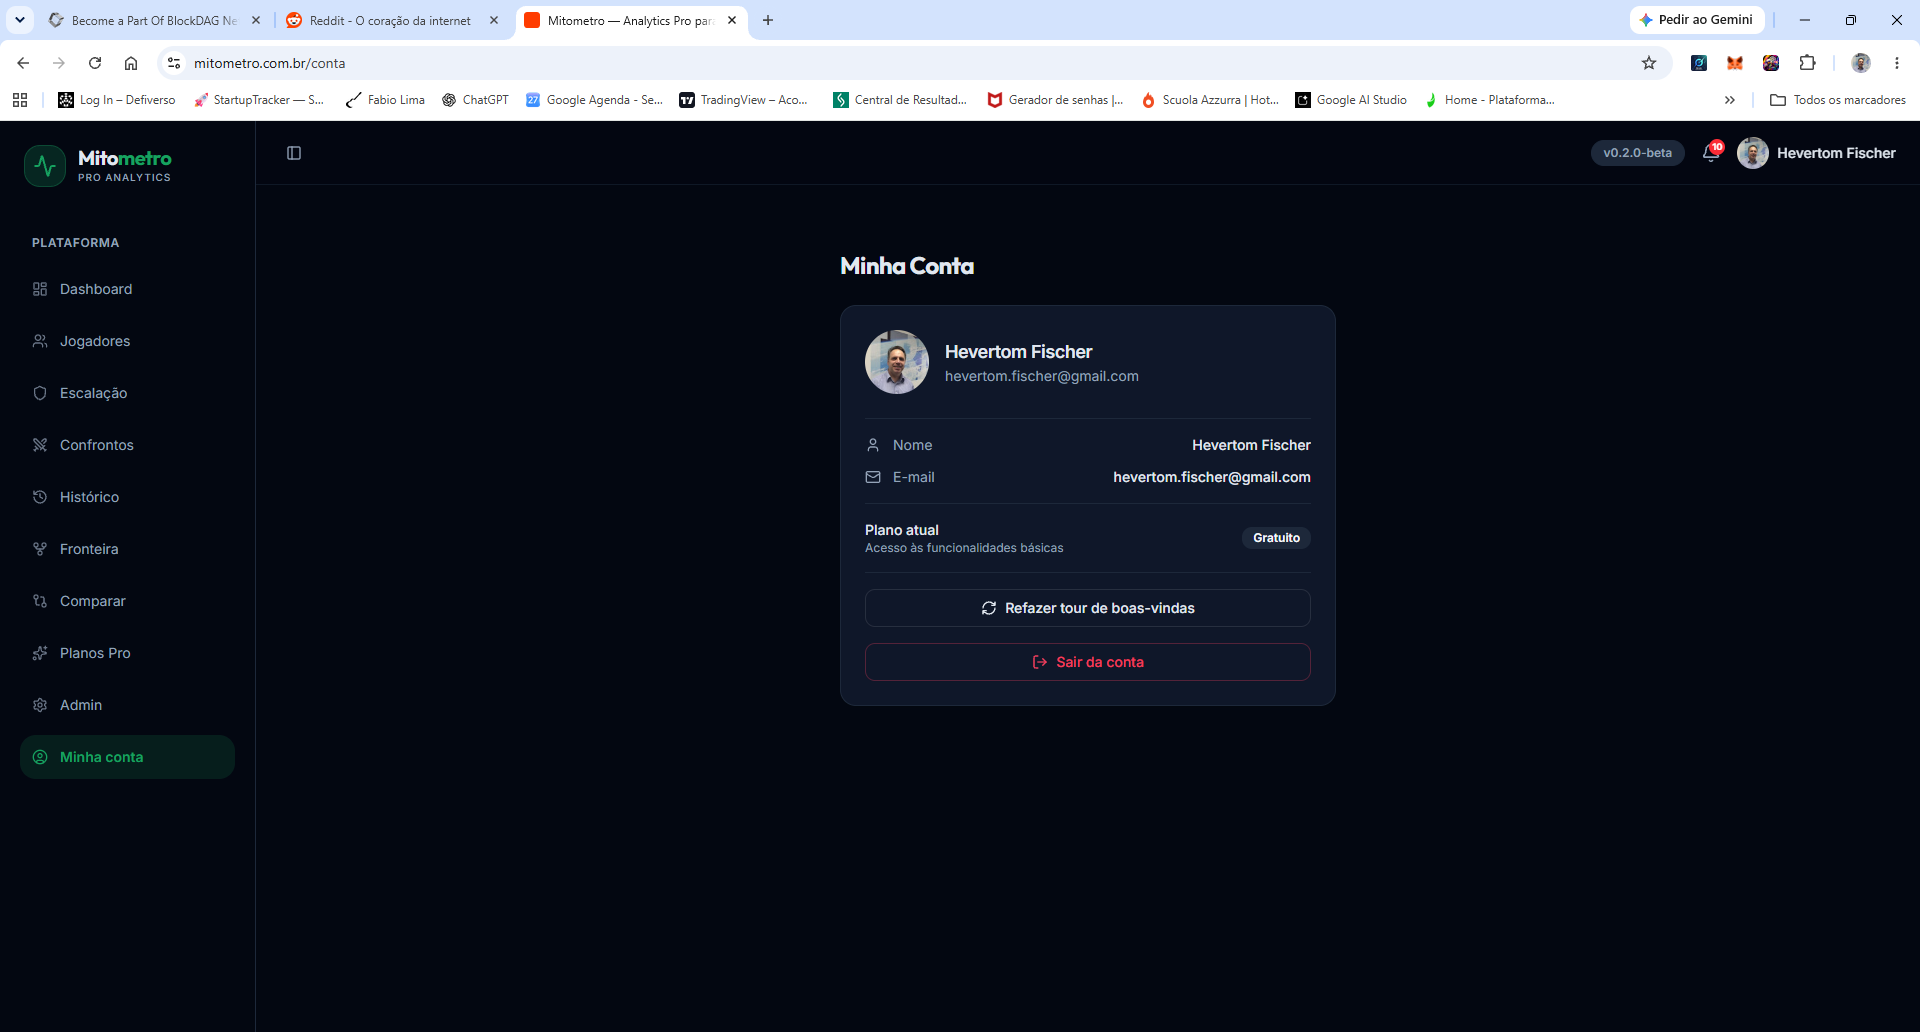 Become a Part Of BlockDAG Ne
Reddit - O coração da internet
Mitometro — Analytics Pro par
Pedir ao Gemini
mitometro.com.br/conta
Log In – Defiverso
StartupTracker — S...
Fabio Lima
ChatGPT
27
Google Agenda - Se...
TradingView – Aco...
Central de Resultad...
Gerador de senhas |...
Scuola Azzurra | Hot...
Google AI Studio
Home - Plataforma...
Todos os marcadores
Mitometro
PRO ANALYTICS
v0.2.0-beta
10
Hevertom Fischer
PLATAFORMA
Dashboard
Jogadores
Escalação
Confrontos
Histórico
Fronteira
Comparar
Planos Pro
Admin
Minha conta
Minha Conta
Hevertom Fischer
hevertom.fischer@gmail.com
Nome Hevertom Fischer
E-mail hevertom.fischer@gmail.com
Plano atual
Acesso às funcionalidades básicas
Gratuito
Refazer tour de boas-vindas
Sair da conta